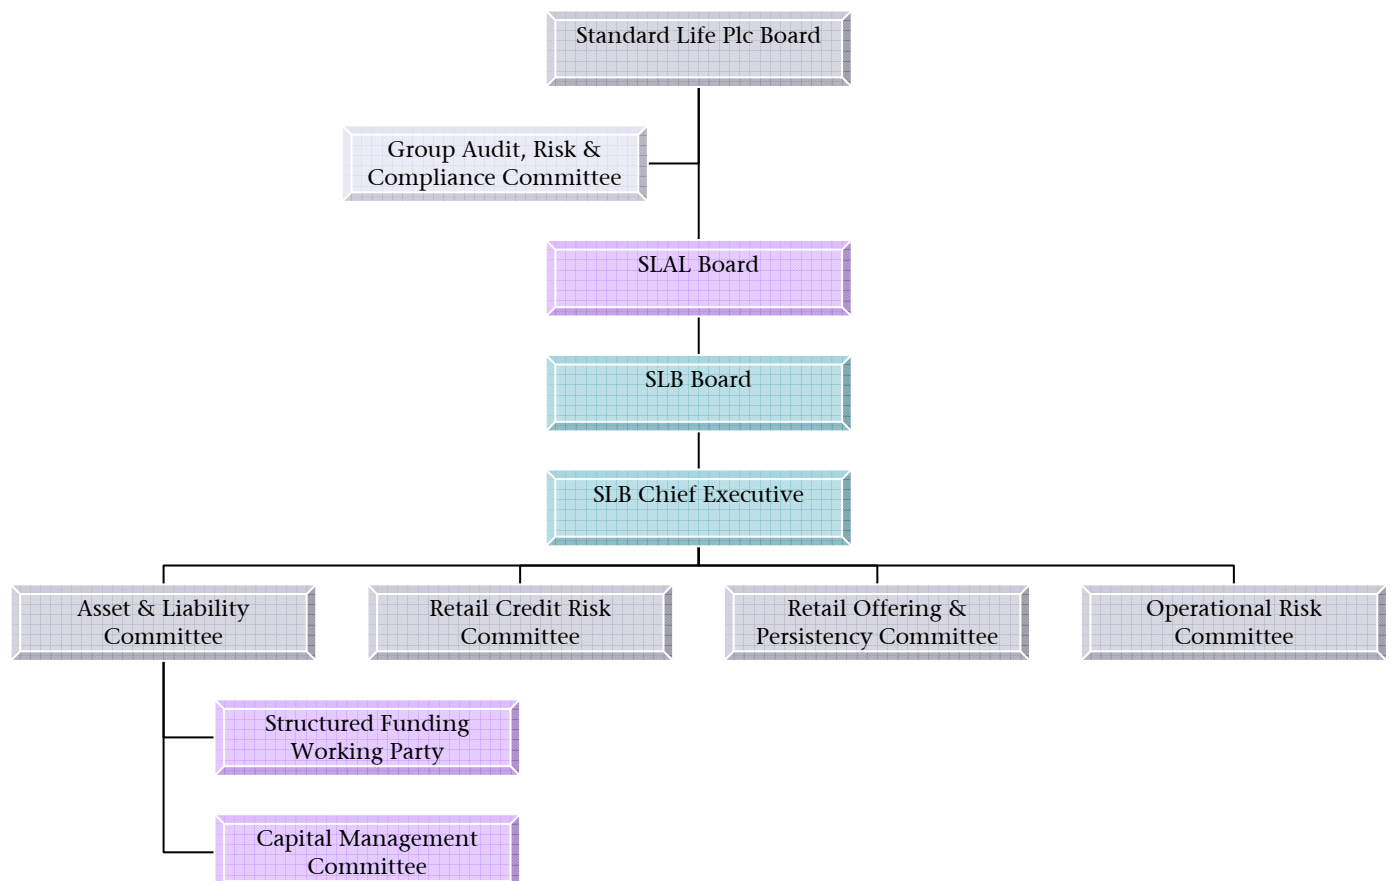 Standard Life Plc Board
Group Audit, Risk &
Compliance Committee
SLAL Board
SLB Board
SLB Chief Executive
Asset & Liability
Committee
Retail Credit Risk
Committee
Retail Offering &
Persistency Committee
Operational Risk
Committee
Structured Funding
Working Party
Capital Management
Committee